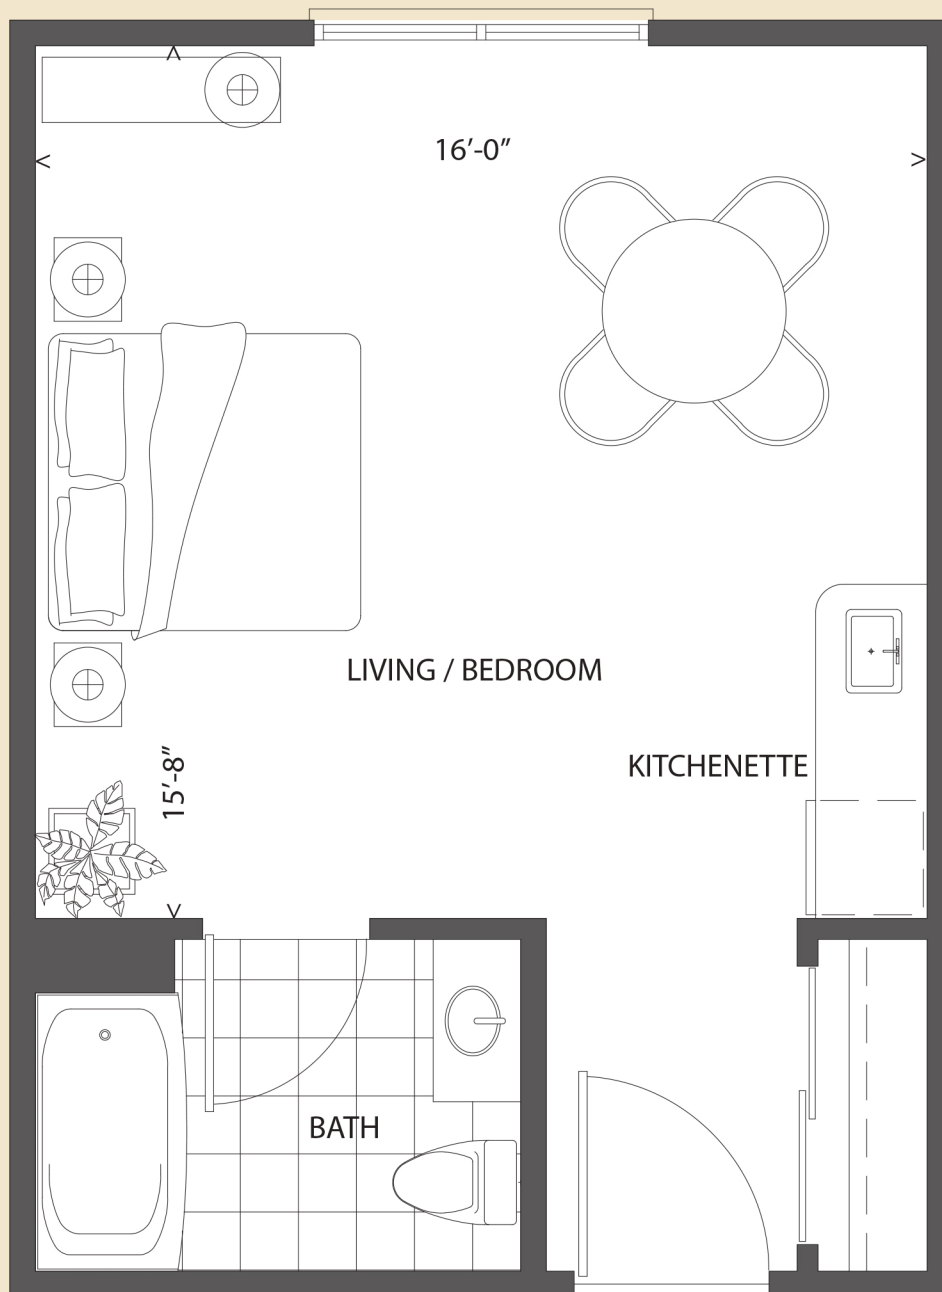 16’-0”
LIVING / BEDROOM
KITCHENETTE
15’-8”
BATH